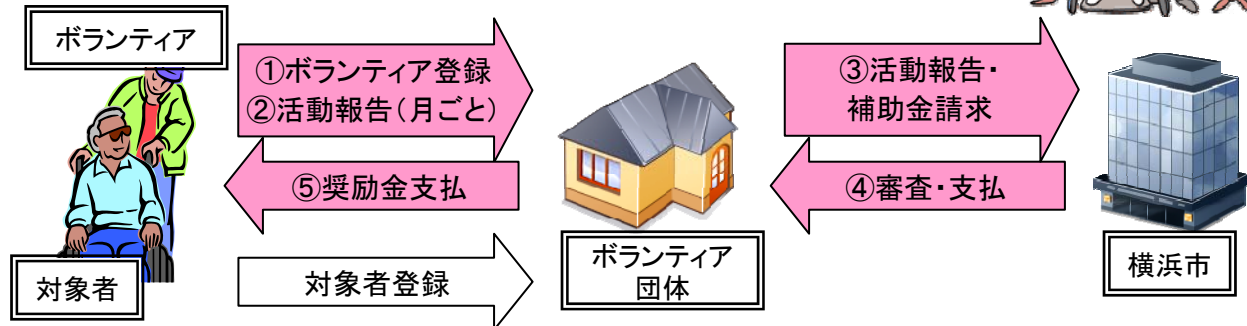 ボランティア
①ボランティア登録
②活動報告(月ごと)
③活動報告・
補助金請求
⑤奨励金支払
④審査・支払
対象者
対象者登録
ボランティア
団体
横浜市